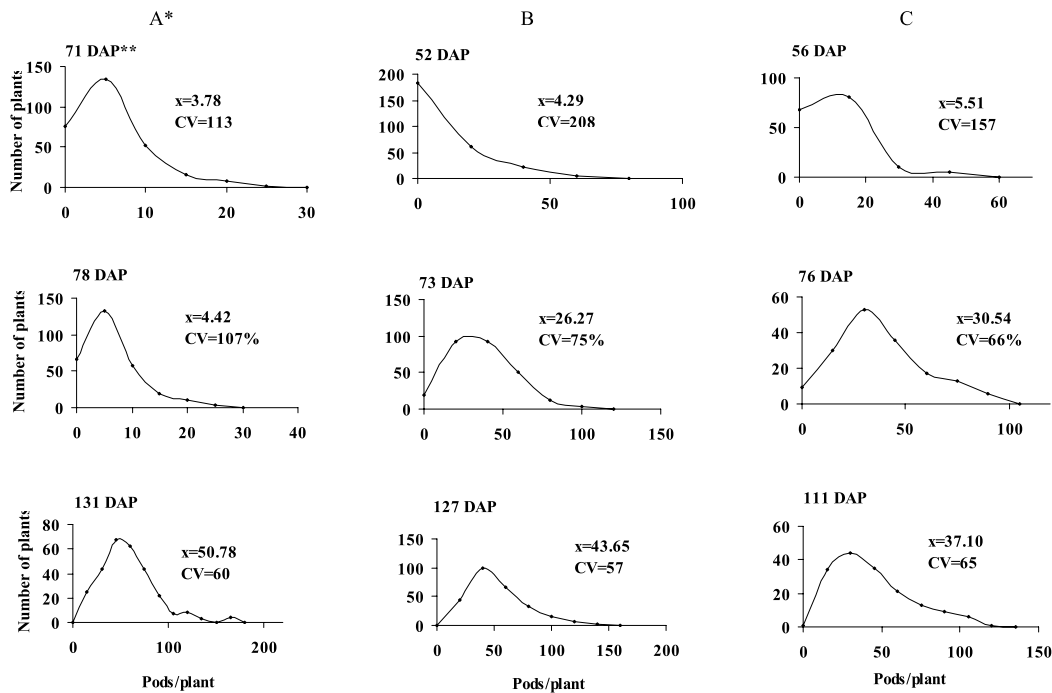 A* B C
71 DAP** 52 DAP 56 DAP
Number of plants
150
100
50
0
0 10 20 30
x=3.78
CV=113
200
150
100
50
0
0 50 100
x=4.29
CV=208
100
50
0
0 20 40 60
x=5.51
CV=157
78 DAP 73 DAP 76 DAP
Number of plants
150
100
50
0
0 10 20 30 40
x=4.42
CV=107%
150
100
50
0
0 50 100 150
x=26.27
CV=75%
60
40
20
0
0 50 100
x=30.54
CV=66%
131 DAP 127 DAP 111 DAP
Number of plants
80
60
40
20
0
0 100 200
x=50.78
CV=60
150
100
50
0
0 50 100 150 200
x=43.65
CV=57
60
40
20
0
0 50 100 150
x=37.10
CV=65
Pods/plant Pods/plant Pods/plant